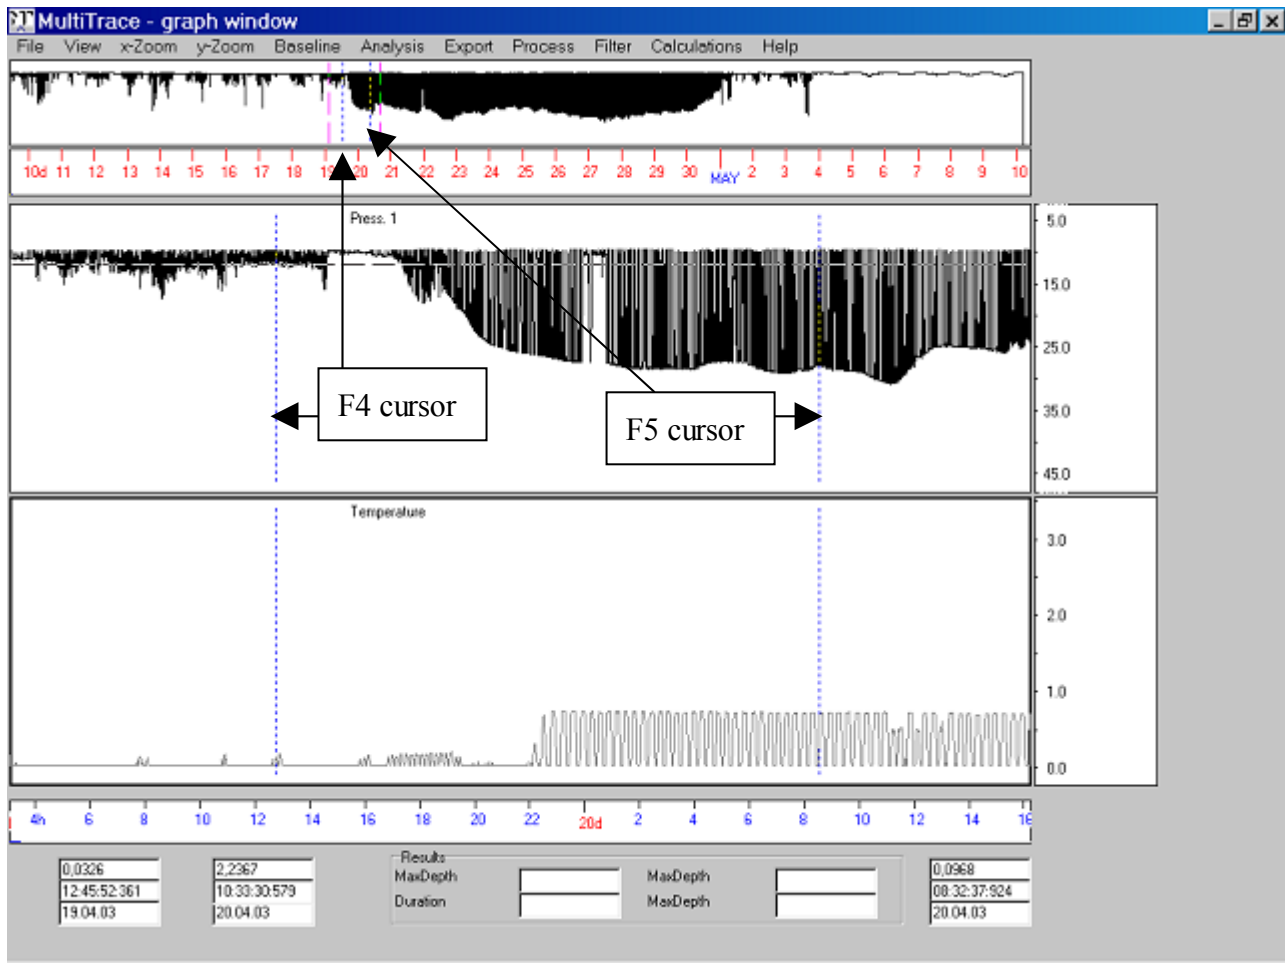 MultiTrace - graph window
File View x-Zoom y-Zoom Baseline Analysis Export Process Filter Calculations Help
10d 11 12 13 14 15 16 17 18 19 20 21 22 23 24 25 26 27 28 29 30 MAY 2 3 4 5 6 7 8 9 10
Press. 1
5.0
15.0
25.0
35.0
45.0
F4 cursor
F5 cursor
Temperature
3.0
2.0
1.0
0.0
4h 6 8 10 12 14 16 18 20 22 20d 2 4 6 8 10 12 14 16
0,0326
12:45:52:361
19.04.03
2,2367
10:33:30:579
20.04.03
Results
MaxDepth
MaxDepth
Duration
MaxDepth
0,0968
08:32:37:924
20.04.03